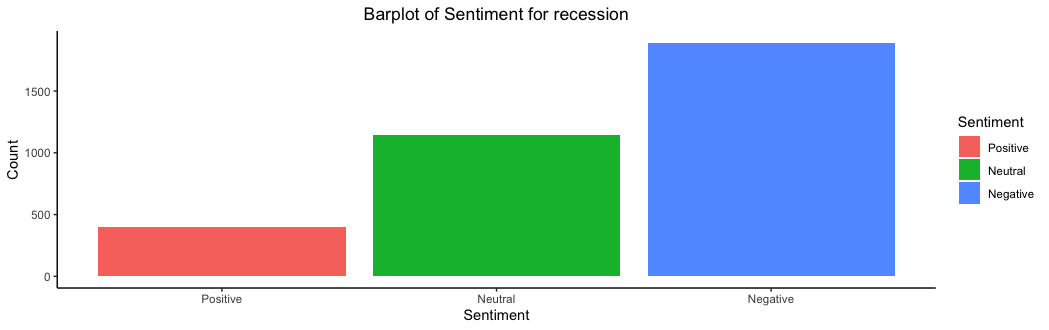 Barplot of Sentiment for recession
Count
1500
1000
500
0
Positive
Neutral
Negative
Sentiment
Sentiment
Positive
Neutral
Negative